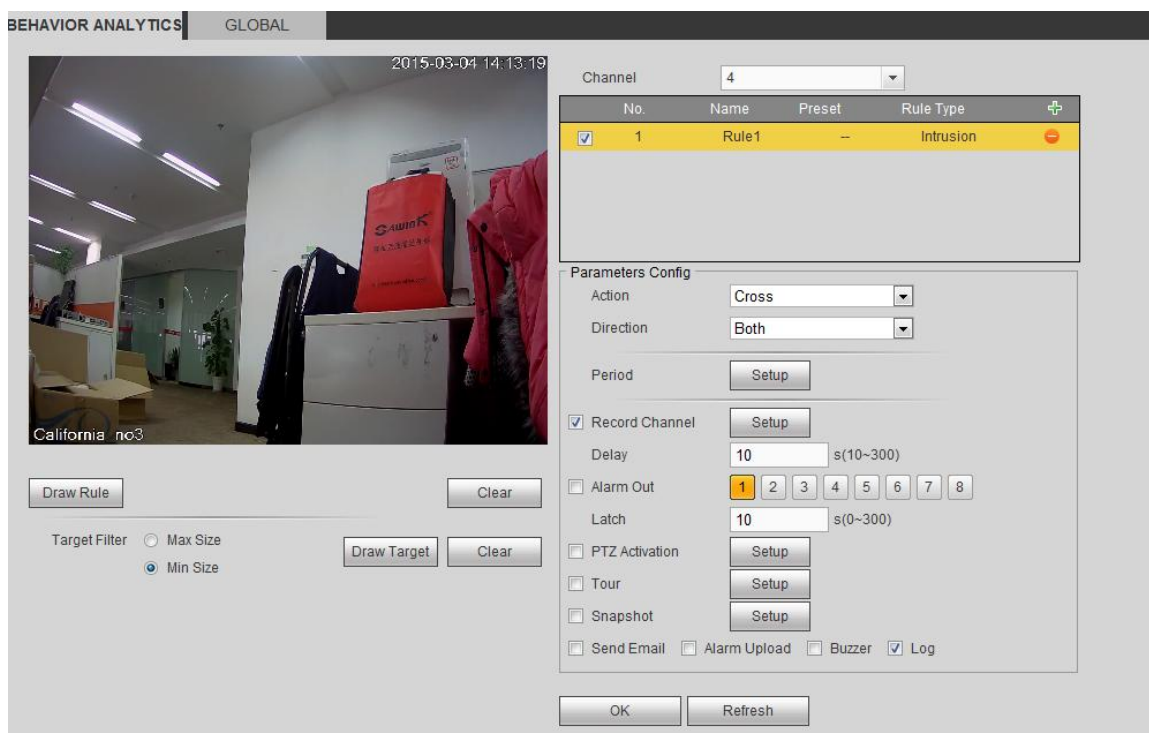 BEHAVIOR ANALYTICS GLOBAL
2015-03-04 14:13:19
SAWINK
California no3
Draw Rule Clear
Target Filter Max Size
Min Size
Draw Target Clear
Channel 4
No. Name Preset Rule Type
1 Rule1 -- Intrusion
Parameters Config
Action Cross
Direction Both
Period Setup
Record Channel Setup
Delay 10 s(10~300)
Alarm Out 1 2 3 4 5 6 7 8
Latch 10 s(0~300)
PTZ Activation Setup
Tour Setup
Snapshot Setup
Send Email Alarm Upload Buzzer Log
OK Refresh